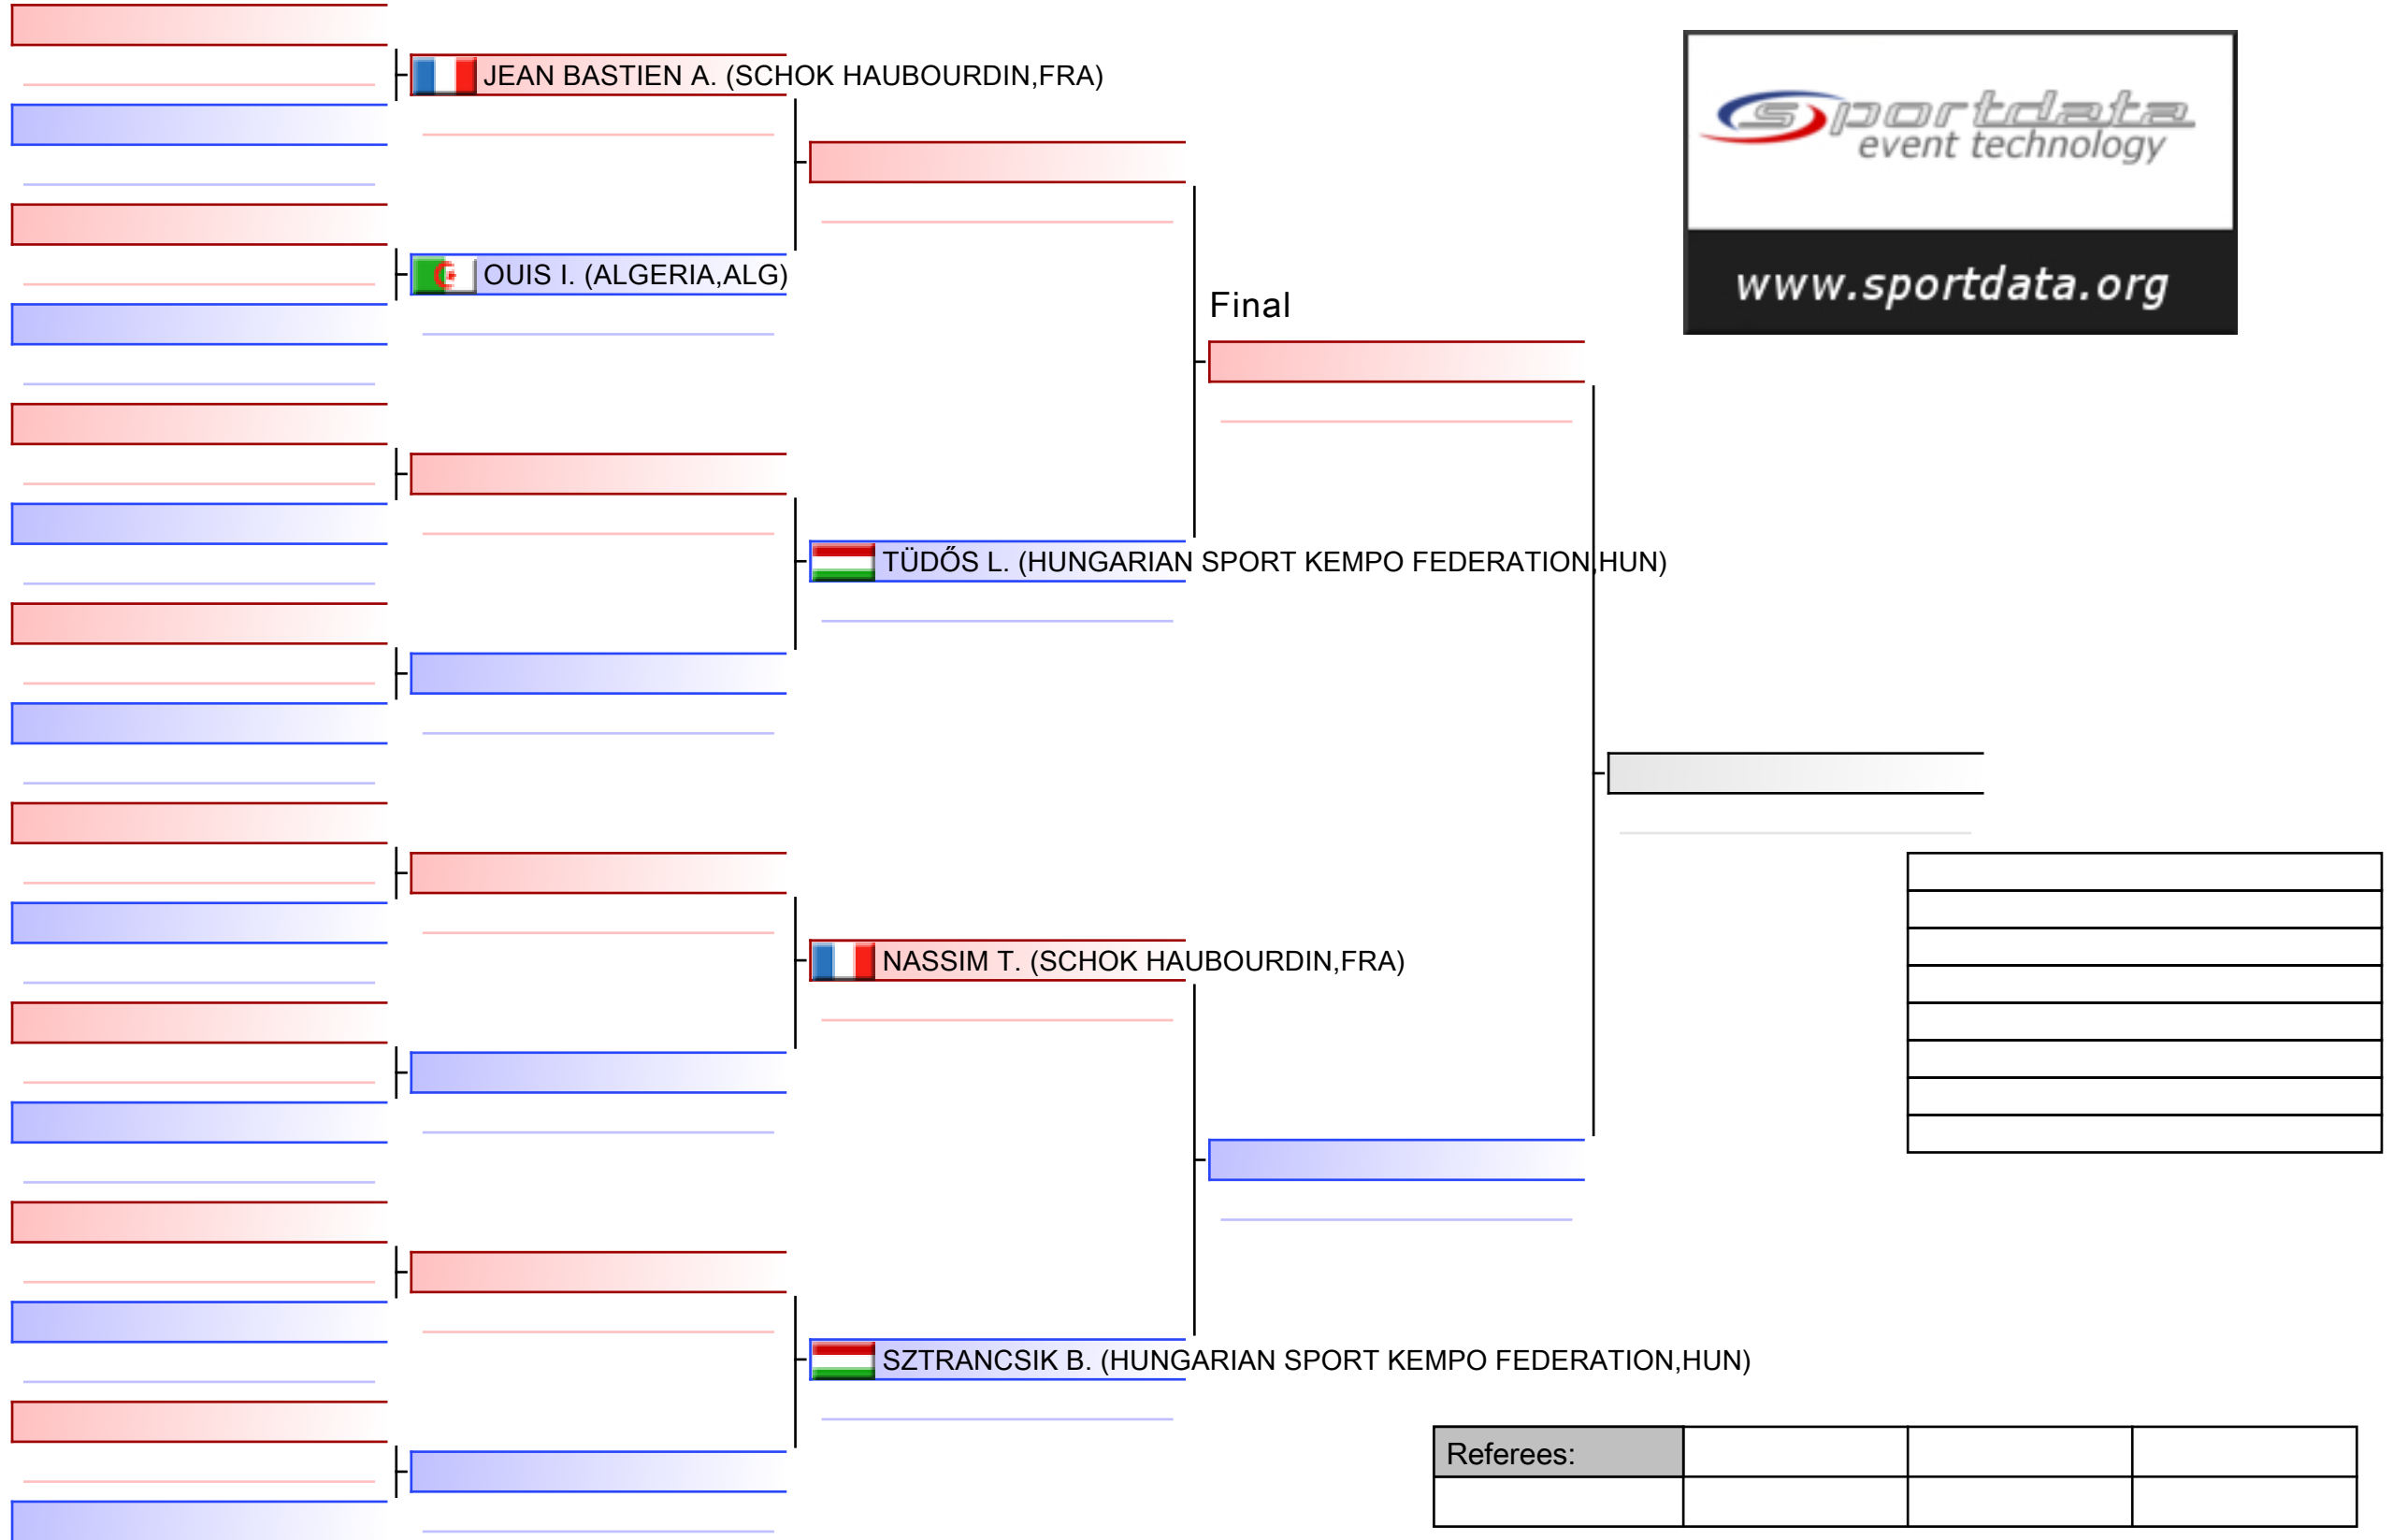 JEAN BASTIEN A. (SCHOK HAUBOURDIN,FRA)
sportdata
event technology
www.sportdata.org
OUIS I. (ALGERIA,ALG)
Final
TÜDŐS L. (HUNGARIAN SPORT KEMPO FEDERATION,HUN)
NASSIM T. (SCHOK HAUBOURDIN,FRA)
SZTRANCSIK B. (HUNGARIAN SPORT KEMPO FEDERATION,HUN)
Referees: